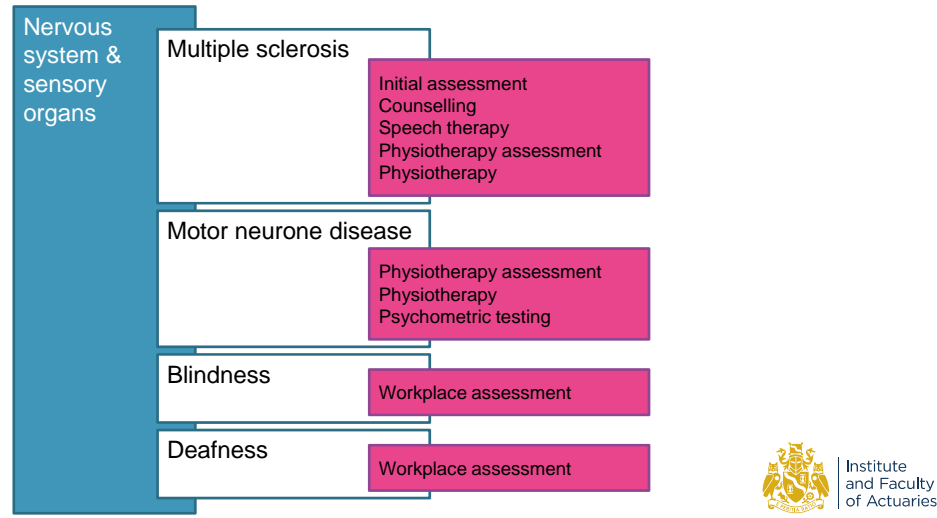 Nervous
system &
sensory
organs
Multiple sclerosis
Initial assessment
Counselling
Speech therapy
Physiotherapy assessment
Physiotherapy
Motor neurone disease
Physiotherapy assessment
Physiotherapy
Psychometric testing
Blindness
Workplace assessment
Deafness
Workplace assessment
Institute
and Faculty
of Actuaries